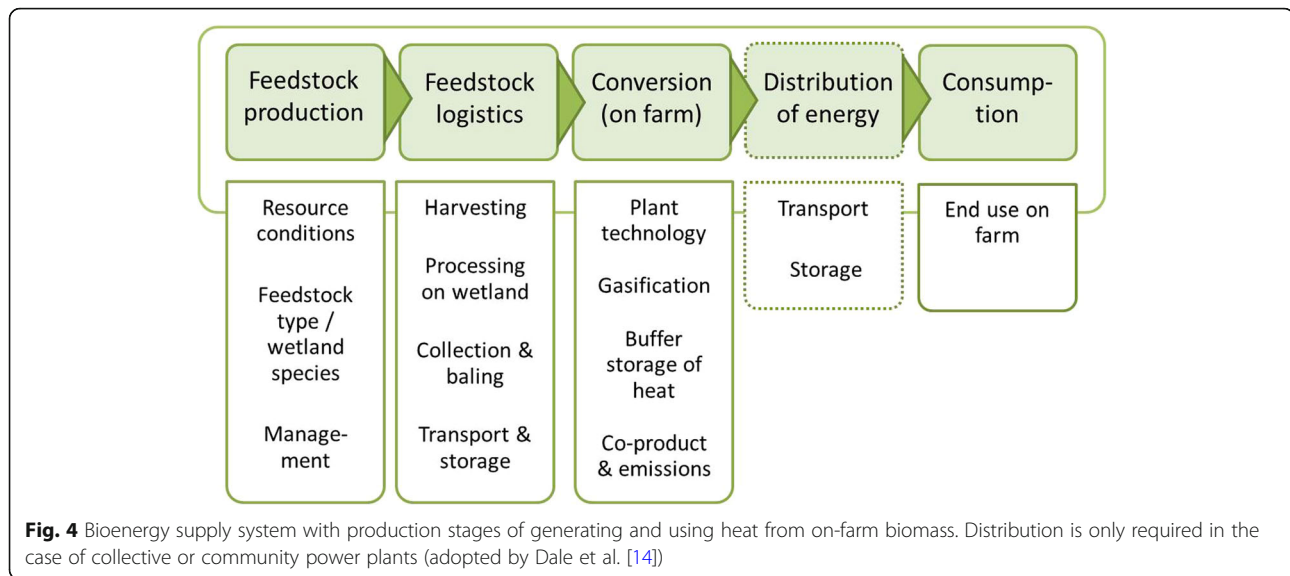 Feedstock
production
Feedstock
logistics
Conversion
(on farm)
Distribution
of energy
Consump-
tion
Resource
conditions
Feedstock
type /
wetland
species
Manage-
ment
Harvesting
Processing
on wetland
Collection &
baling
Transport &
storage
Plant
technology
Gasification
Buffer
storage of
heat
Co-product
& emissions
Transport
Storage
End use on
farm
Fig. 4 Bioenergy supply system with production stages of generating and using heat from on-farm biomass. Distribution is only required in the
case of collective or community power plants (adopted by Dale et al. [14])